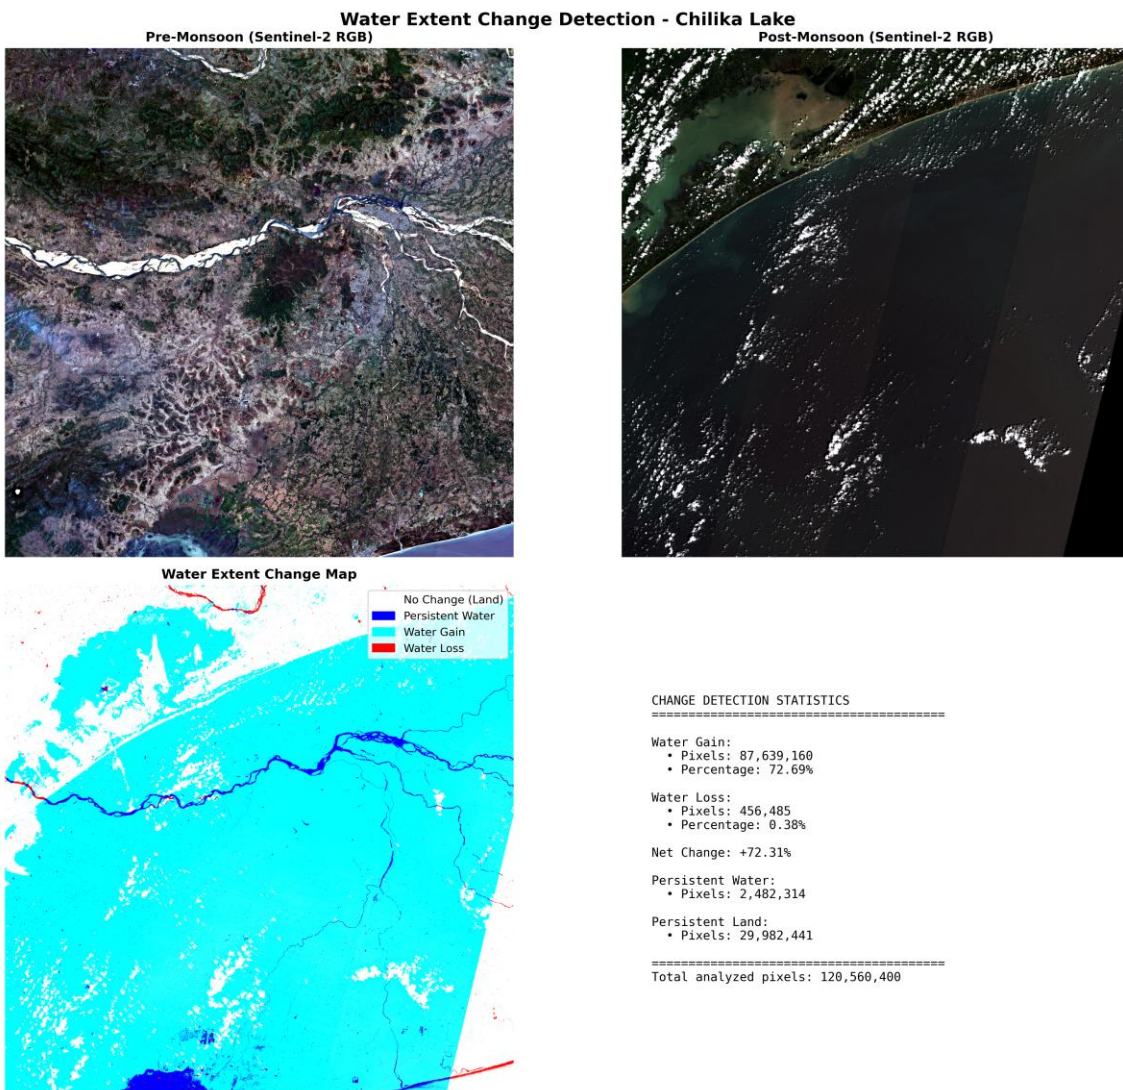 Water Extent Change Detection - Chilika Lake
Pre-Monsoon (Sentinel-2 RGB)
Post-Monsoon (Sentinel-2 RGB)
Water Extent Change Map
No Change (Land)
Persistent Water
Water Gain
Water Loss
CHANGE DETECTION STATISTICS
========================================
Water Gain:
• Pixels: 87,639,160
• Percentage: 72.69%
Water Loss:
• Pixels: 456,485
• Percentage: 0.38%
Net Change: +72.31%
Persistent Water:
• Pixels: 2,482,314
Persistent Land:
• Pixels: 29,982,441
========================================
Total analyzed pixels: 120,560,400